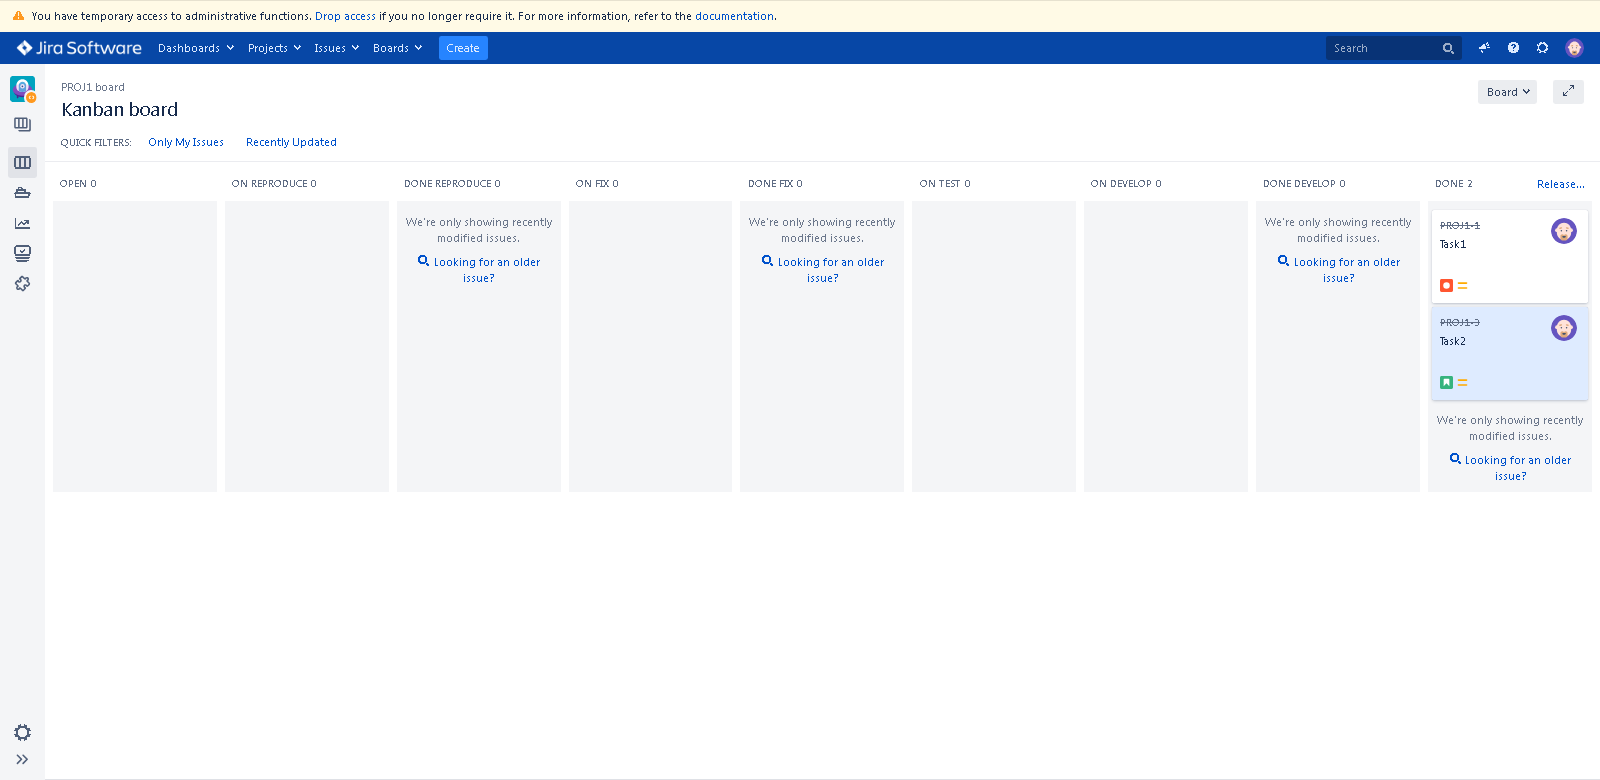 You have temporary access to administrative functions. Drop access if you no longer require it. For more information, refer to the documentation.
Jira Software Dashboards Projects Issues Boards Create Search
PROJ1 board
Kanban board
Board
QUICK FILTERS: Only My Issues Recently Updated
OPEN 0 ON REPRODUCE 0 DONE REPRODUCE 0 ON FIX 0 DONE FIX 0 ON TEST 0 ON DEVELOP 0 DONE DEVELOP 0 DONE 2 Release...
We're only showing recently
modified issues.
Looking for an older
issue?
We're only showing recently
modified issues.
Looking for an older
issue?
We're only showing recently
modified issues.
Looking for an older
issue?
PROJ1-1
Task1
PROJ1-3
Task2
We're only showing recently
modified issues.
Looking for an older
issue?